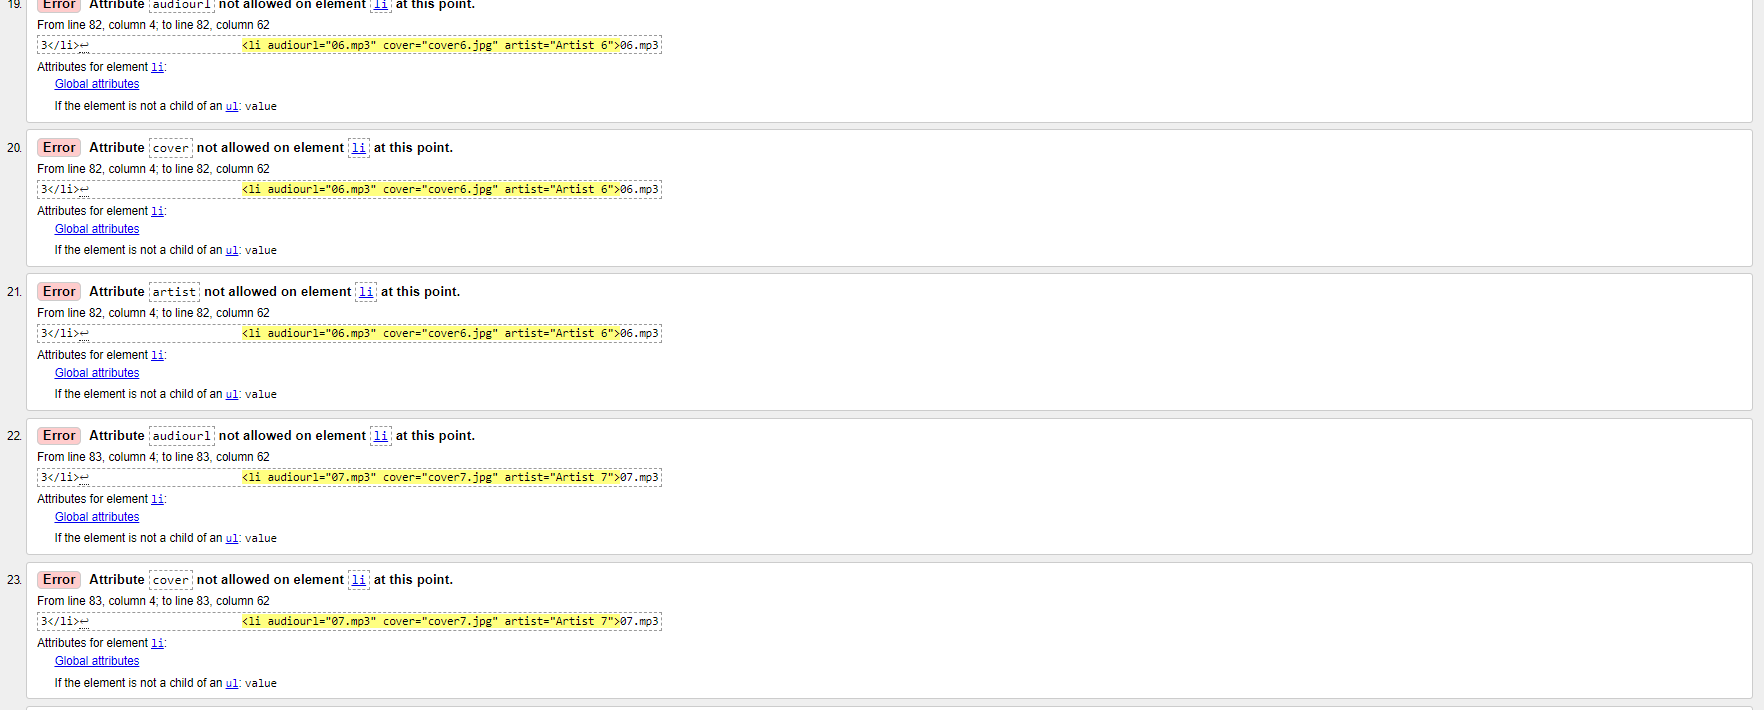 19. Error Attribute audiourl not allowed on element li at this point.
From line 82, column 4; to line 82, column 62
3</li>↩ <li audiourl="06.mp3" cover="cover6.jpg" artist="Artist 6">06.mp3
Attributes for element li:
Global attributes
If the element is not a child of an ul: value
20. Error Attribute cover not allowed on element li at this point.
From line 82, column 4; to line 82, column 62
3</li>↩ <li audiourl="06.mp3" cover="cover6.jpg" artist="Artist 6">06.mp3
Attributes for element li:
Global attributes
If the element is not a child of an ul: value
21. Error Attribute artist not allowed on element li at this point.
From line 82, column 4; to line 82, column 62
3</li>↩ <li audiourl="06.mp3" cover="cover6.jpg" artist="Artist 6">06.mp3
Attributes for element li:
Global attributes
If the element is not a child of an ul: value
22. Error Attribute audiourl not allowed on element li at this point.
From line 83, column 4; to line 83, column 62
3</li>↩ <li audiourl="07.mp3" cover="cover7.jpg" artist="Artist 7">07.mp3
Attributes for element li:
Global attributes
If the element is not a child of an ul: value
23. Error Attribute cover not allowed on element li at this point.
From line 83, column 4; to line 83, column 62
3</li>↩ <li audiourl="07.mp3" cover="cover7.jpg" artist="Artist 7">07.mp3
Attributes for element li:
Global attributes
If the element is not a child of an ul: value